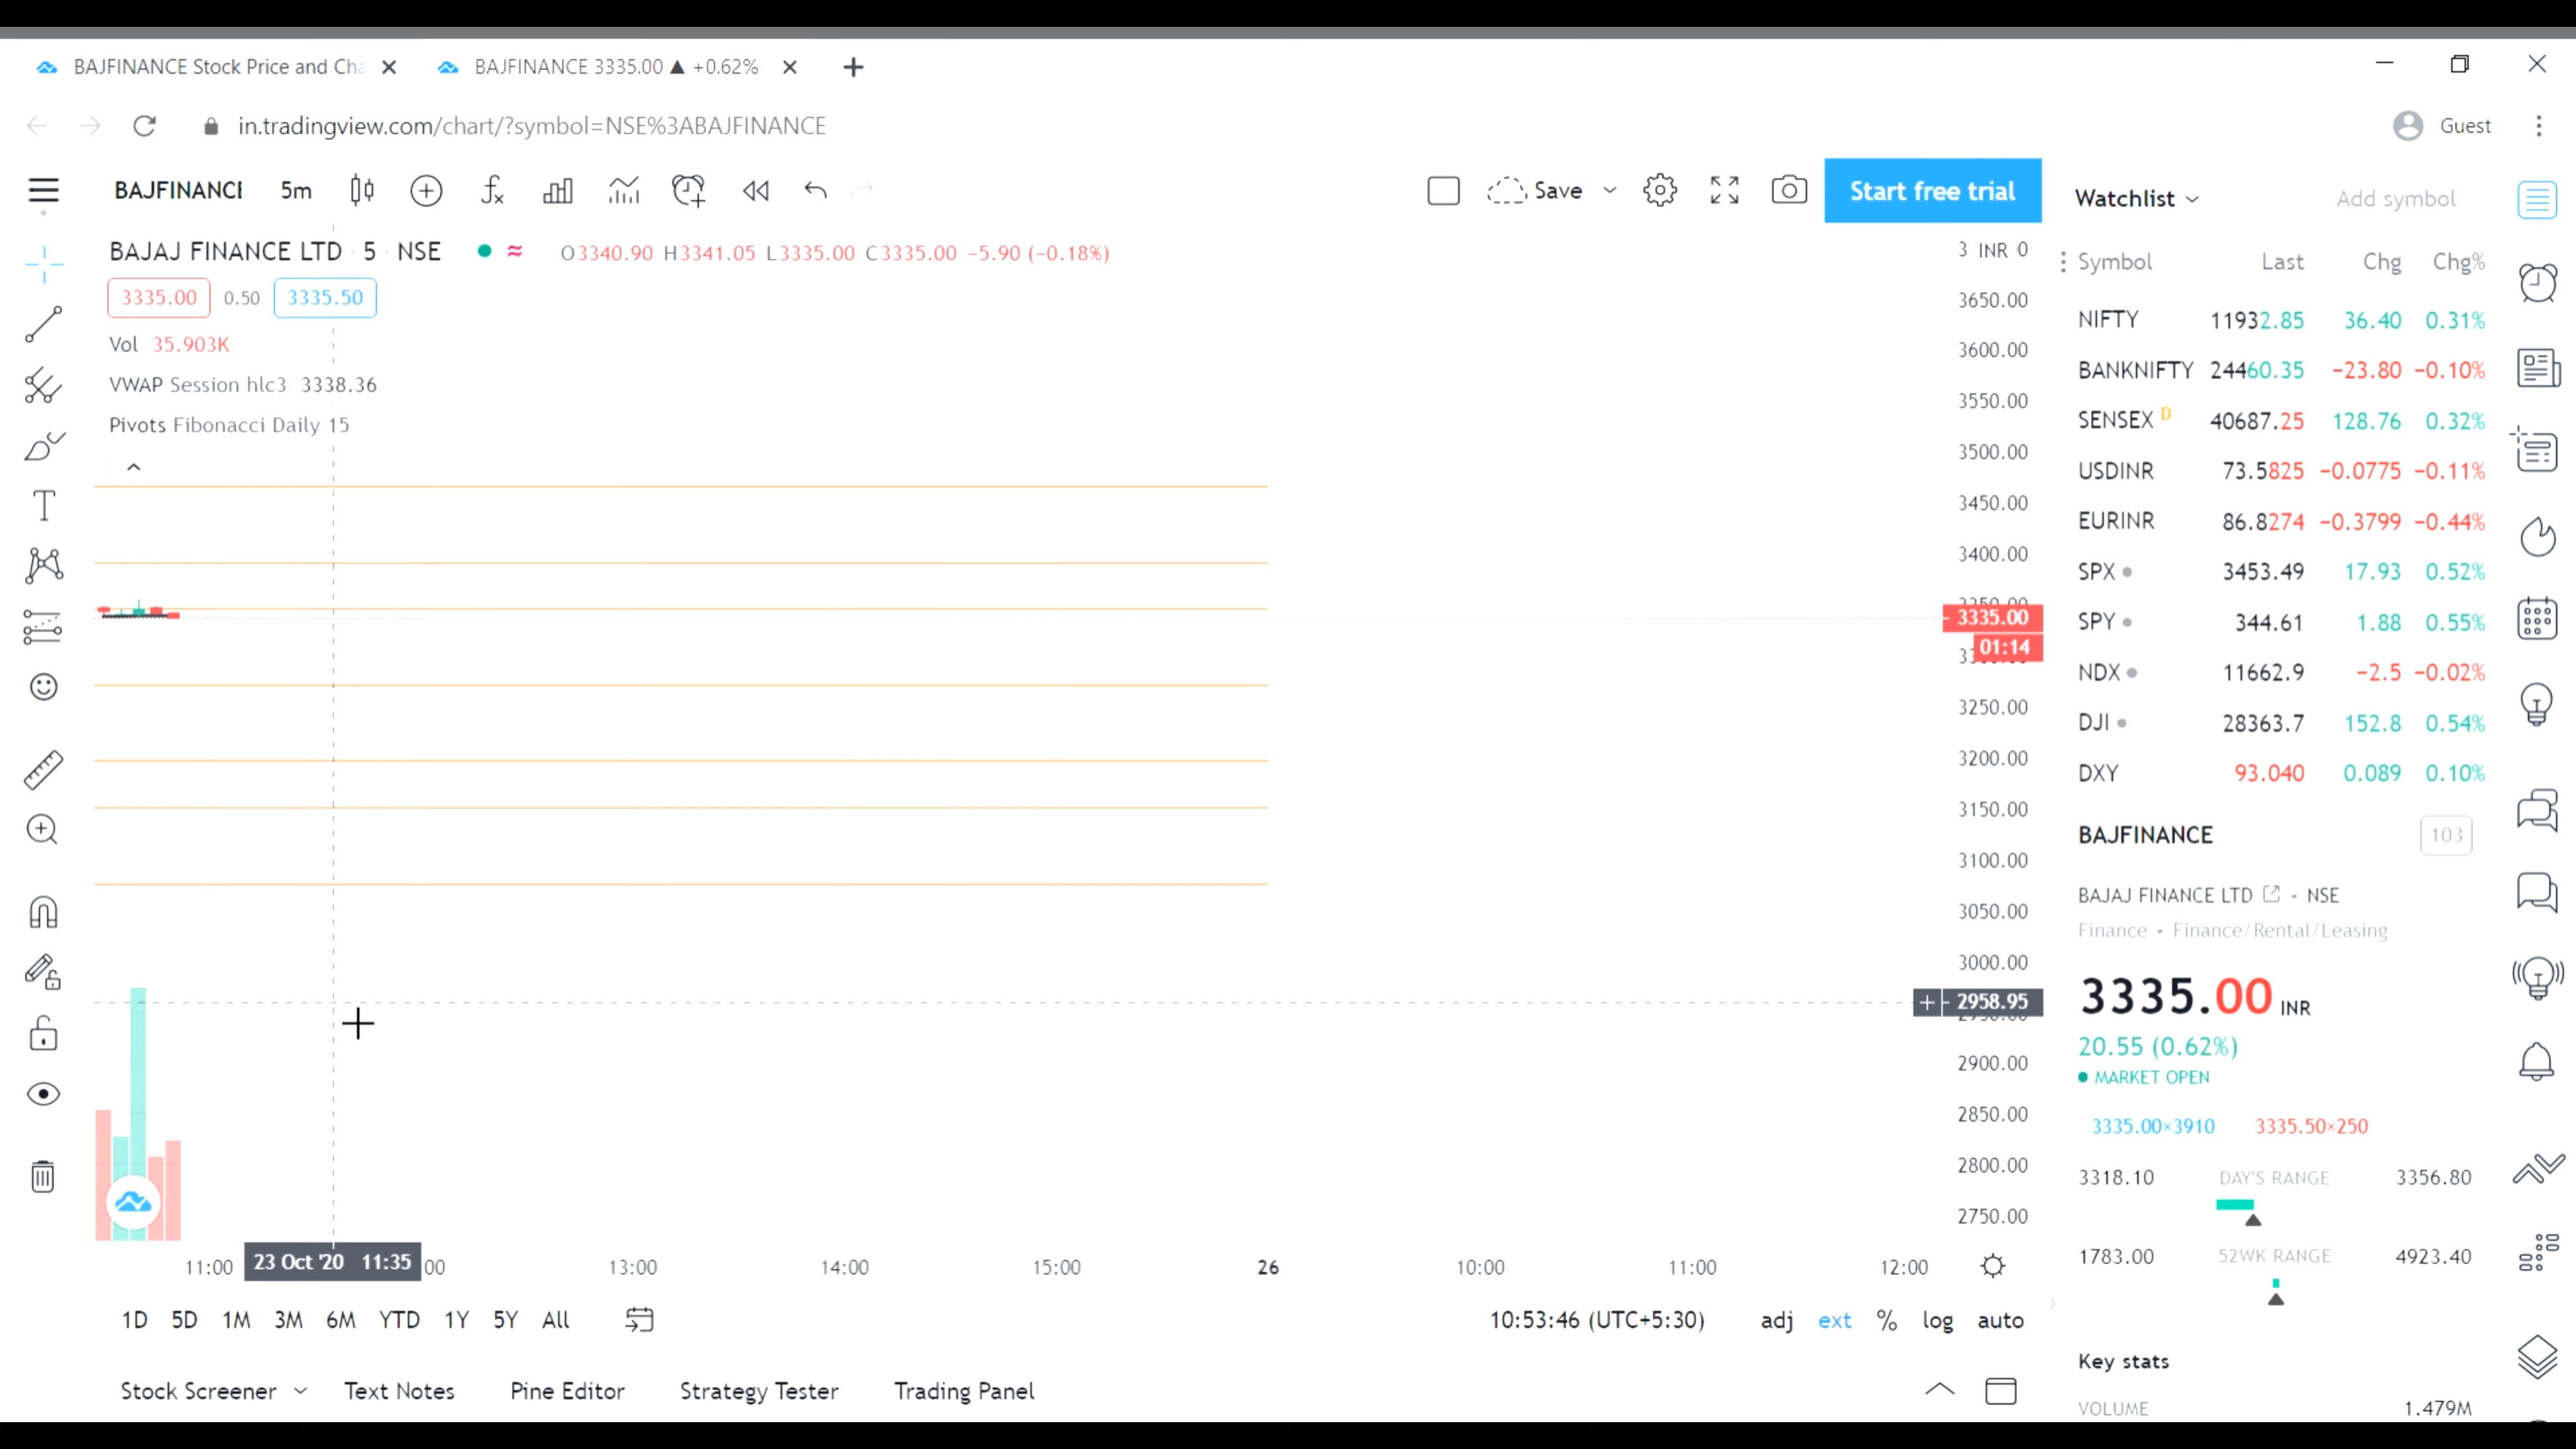 BAJFINANCE Stock Price and Cha
BAJFINANCE 3335.00 ▲ +0.62%
in.tradingview.com/chart/?symbol=NSE%3ABAJFINANCE
Guest
BAJFINANCE
5m
Save
Start free trial
Watchlist
Add symbol
BAJAJ FINANCE LTD · 5 · NSE
O3340.90 H3341.05 L3335.00 C3335.00 −5.90 (−0.18%)
3335.00 0.50 3335.50
Vol 35.903K
VWAP Session hlc3 3338.36
Pivots Fibonacci Daily 15
INR
3650.00
3600.00
3550.00
3500.00
3450.00
3400.00
3335.00
01:14
3250.00
3200.00
3150.00
3100.00
3050.00
3000.00
2958.95
2900.00
2850.00
2800.00
2750.00
11:00
23 Oct '20 11:35
:00
13:00
14:00
15:00
26
10:00
11:00
12:00
1D 5D 1M 3M 6M YTD 1Y 5Y All
10:53:46 (UTC+5:30)
adj ext % log auto
Stock Screener
Text Notes
Pine Editor
Strategy Tester
Trading Panel
Symbol Last Chg Chg%
NIFTY 11932.85 36.40 0.31%
BANKNIFTY 24460.35 −23.80 −0.10%
SENSEX D 40687.25 128.76 0.32%
USDINR 73.5825 −0.0775 −0.11%
EURINR 86.8274 −0.3799 −0.44%
SPX 3453.49 17.93 0.52%
SPY 344.61 1.88 0.55%
NDX 11662.9 −2.5 −0.02%
DJI 28363.7 152.8 0.54%
DXY 93.040 0.089 0.10%
BAJFINANCE 103
BAJAJ FINANCE LTD - NSE
Finance • Finance/Rental/Leasing
3335.00 INR
20.55 (0.62%)
MARKET OPEN
3335.00×3910 3335.50×250
3318.10 DAY'S RANGE 3356.80
1783.00 52WK RANGE 4923.40
Key stats
VOLUME 1.479M